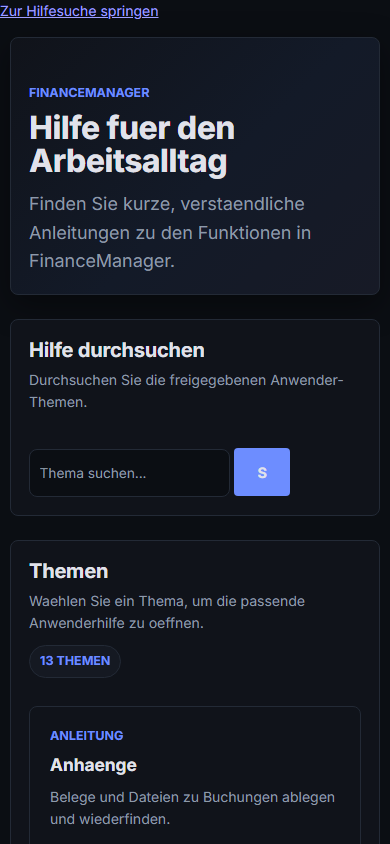 Zur Hilfesuche springen
FINANCEMANAGER
Hilfe fuer den
Arbeitsalltag
Finden Sie kurze, verstaendliche
Anleitungen zu den Funktionen in
FinanceManager.
Hilfe durchsuchen
Durchsuchen Sie die freigegebenen Anwender-
Themen.
Thema suchen...
S
Themen
Waehlen Sie ein Thema, um die passende
Anwenderhilfe zu oeffnen.
13 THEMEN
ANLEITUNG
Anhaenge
Belege und Dateien zu Buchungen ablegen
und wiederfinden.